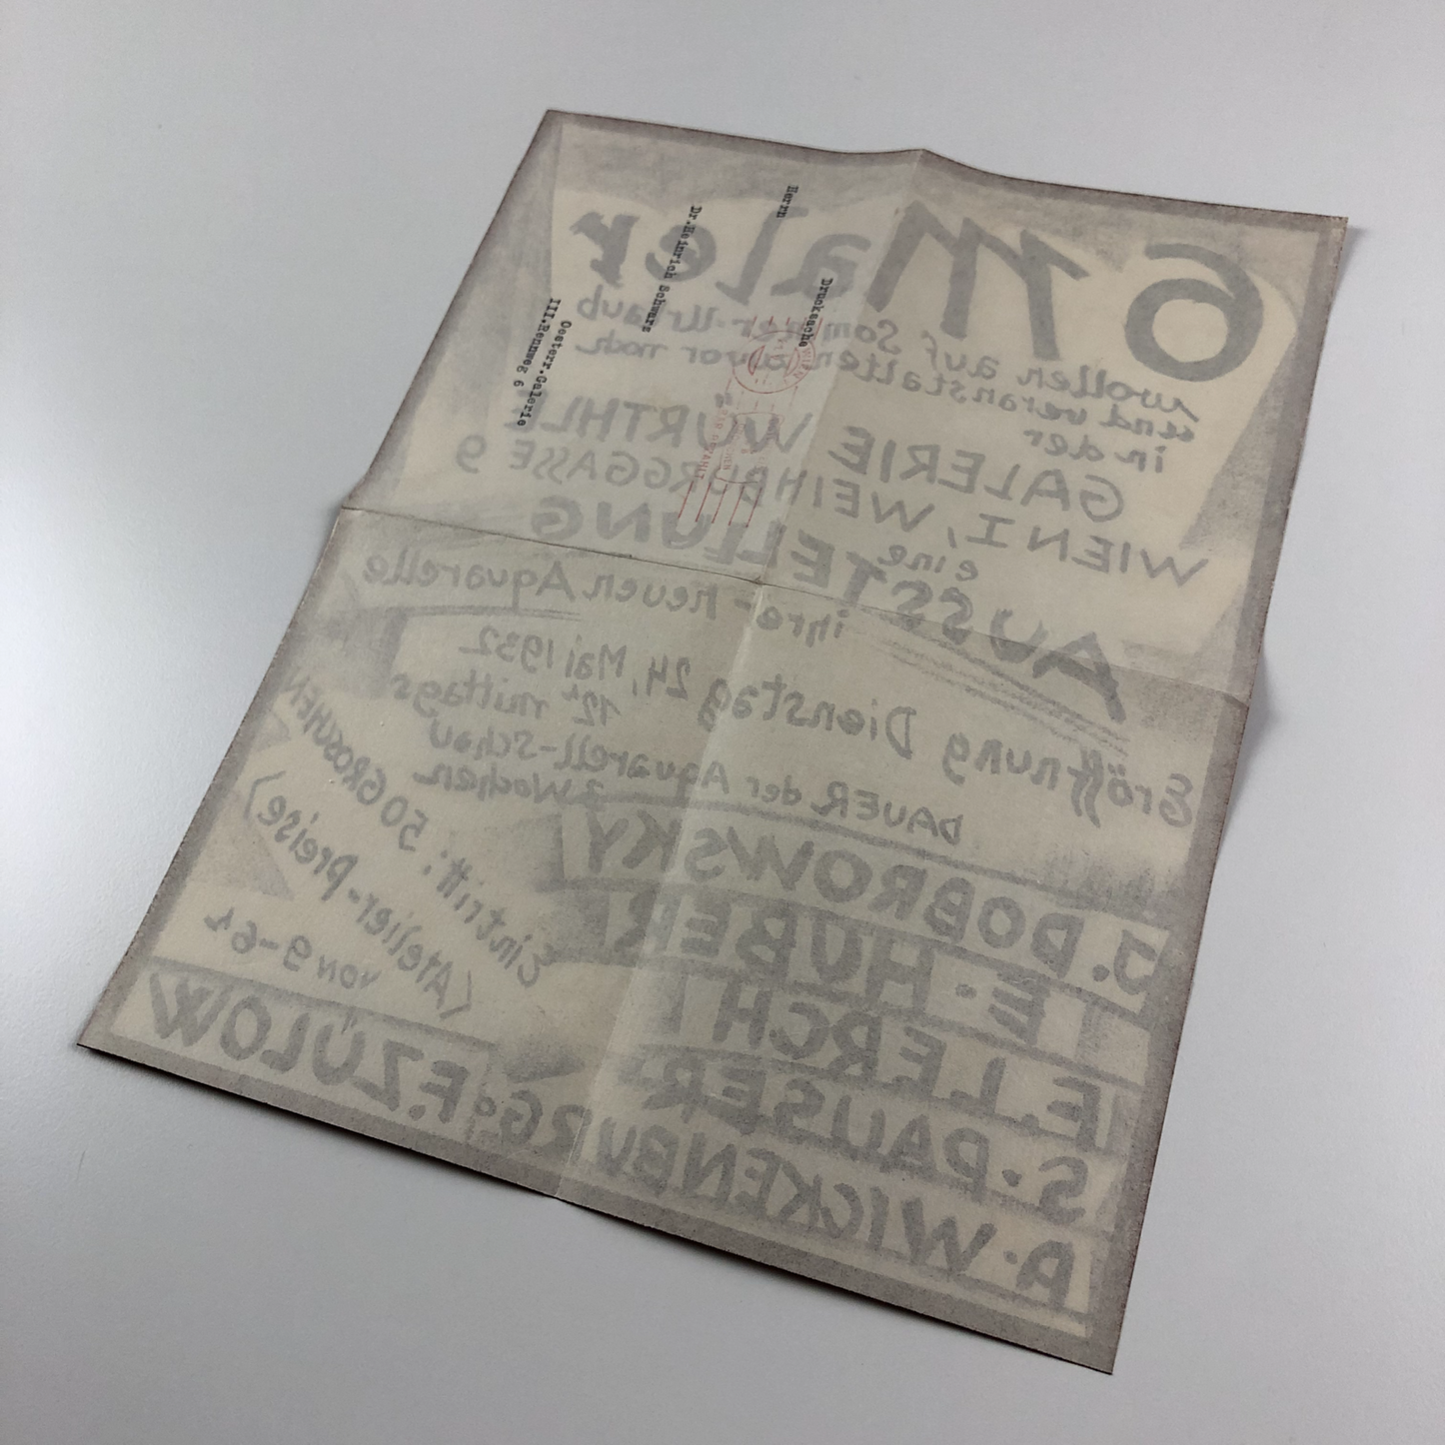 6 Maler
wollen auf Sommer-Urlaub
und veranstalten zuvor noch
in der
GALERIE WÜRTHLE
WIEN I, WEIHBURGGASSE 9
eine
AUSSTELLUNG
ihrer neuen Aquarelle
Eröffnung Dienstag 24, Mai 1932
12h mittags
DAUER der Aquarell-Schau
3 Wochen
Eintritt: 50 GROSCHEN
(Atelier-preise)
von 9-6h
J. DOBROWSKY
E. HUBER
E. LERCH
S. PAUSER
A. WICKENBURG
F. ZÜLOW
Drucksache
Herrn
Dr.Heinrich Schwarz
Oesterr.Galerie
III.Rennweg 6
WIEN